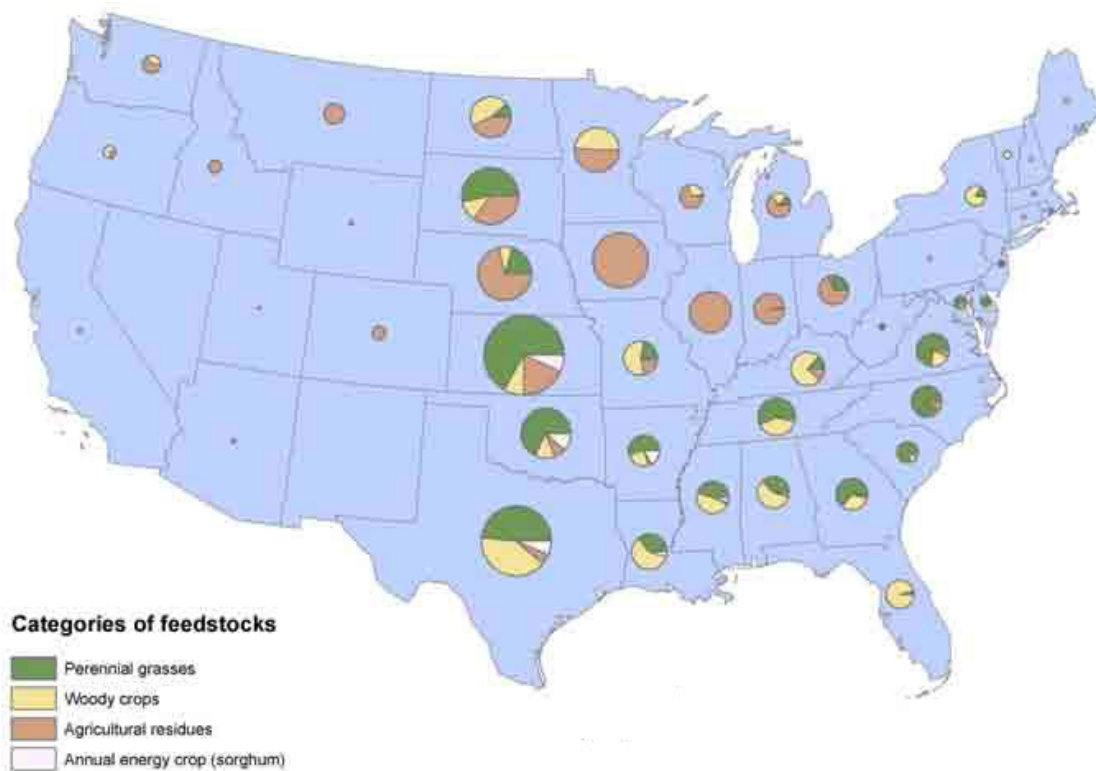 Categories of feedstocks
Perennial grasses
Woody crops
Agricultural residues
Annual energy crop (sorghum)